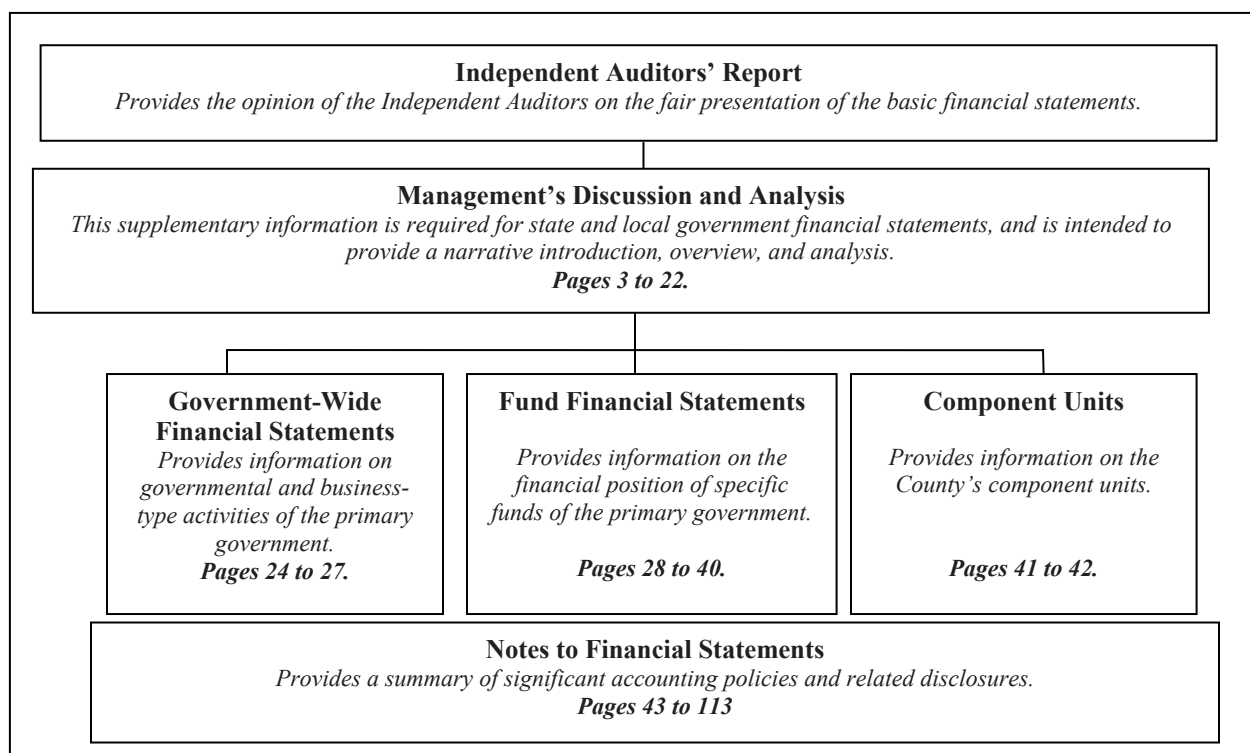 Independent Auditors’ Report
Provides the opinion of the Independent Auditors on the fair presentation of the basic financial statements.
Management’s Discussion and Analysis
This supplementary information is required for state and local government financial statements, and is intended to
provide a narrative introduction, overview, and analysis.
Pages 3 to 22.
Government-Wide
Financial Statements
Provides information on
governmental and business-
type activities of the primary
government.
Pages 24 to 27.
Fund Financial Statements
Provides information on the
financial position of specific
funds of the primary government.
Pages 28 to 40.
Component Units
Provides information on the
County’s component units.
Pages 41 to 42.
Notes to Financial Statements
Provides a summary of significant accounting policies and related disclosures.
Pages 43 to 113